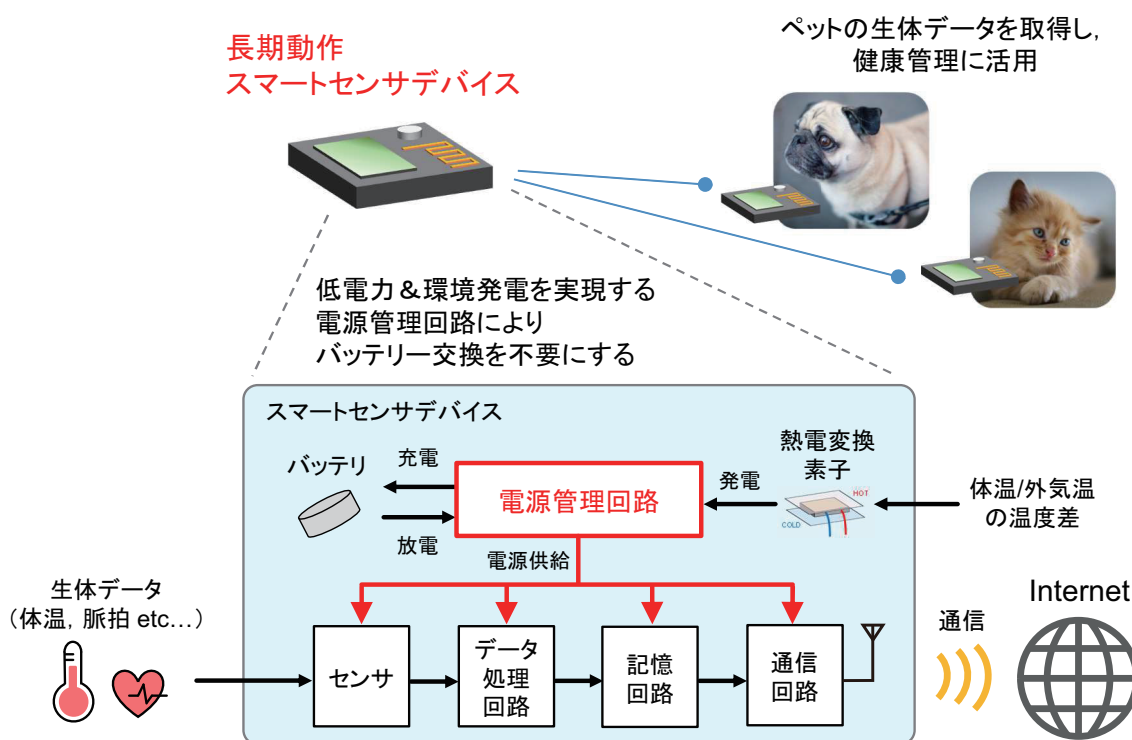 長期動作
スマートセンサデバイス
ペットの生体データを取得し，
健康管理に活用
低電力＆環境発電を実現する
電源管理回路により
バッテリー交換を不要にする
スマートセンサデバイス
バッテリ
充電
放電
電源管理回路
発電
熱電変換
素子
HOT
COLD
体温/外気温
の温度差
電源供給
生体データ
（体温，脈拍 etc…）
センサ
データ
処理
回路
記憶
回路
通信
回路
通信
Internet